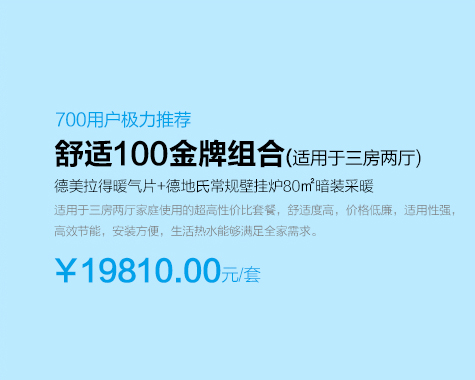 700用户极力推荐
舒适100金牌组合(适用于三房两厅)
德美拉得暖气片+德地氏常规壁挂炉80㎡暗装采暖
适用于三房两厅家庭使用的超高性价比套餐，舒适度高，价格低廉，适用性强，
高效节能，安装方便，生活热水能够满足全家需求。
￥19810.00元/套